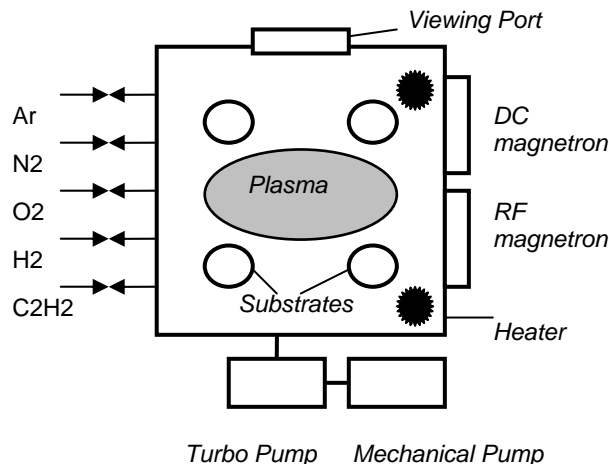 Viewing Port
Ar
N2
O2
H2
C2H2
Plasma
Substrates
DC
magnetron
RF
magnetron
Heater
Turbo Pump
Mechanical Pump